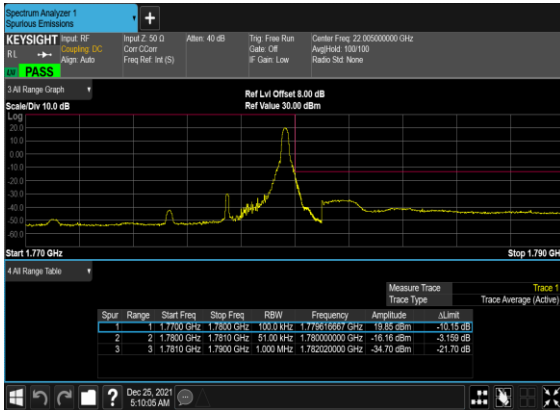 Spectrum Analyzer 1
Spurious Emissions
+
KEYSIGHT Input: RF Input Z: 50 Ω Atten: 40 dB Trig: Free Run Center Freq: 22.005000000 GHz
RL Coupling: DC Corr CCorr Gate: Off Avg|Hold: 100/100
Align: Auto Freq Ref: Int (S) IF Gain: Low Radio Std: None
PASS
3 All Range Graph
Ref Lvl Offset 8.00 dB
Scale/Div 10.0 dB Ref Value 30.00 dBm
Log
20.0
10.0
0.00
-10.0
-20.0
-30.0
-40.0
-50.0
-60.0
Start 1.770 GHz Stop 1.790 GH
4 All Range Table
Measure Trace Trace 1
Trace Type Trace Average (Active)
Spur Range Start Freq Stop Freq RBW Frequency Amplitude ΔLimit
1 1 1.7700 GHz 1.7800 GHz 100.0 kHz 1.779616667 GHz 19.85 dBm -10.15 dB
2 2 1.7800 GHz 1.7810 GHz 51.00 kHz 1.780000000 GHz -16.16 dBm -3.159 dB
3 3 1.7810 GHz 1.7900 GHz 1.000 MHz 1.782020000 GHz -34.70 dBm -21.70 dB
? Dec 25, 2021
5:10:05 AM